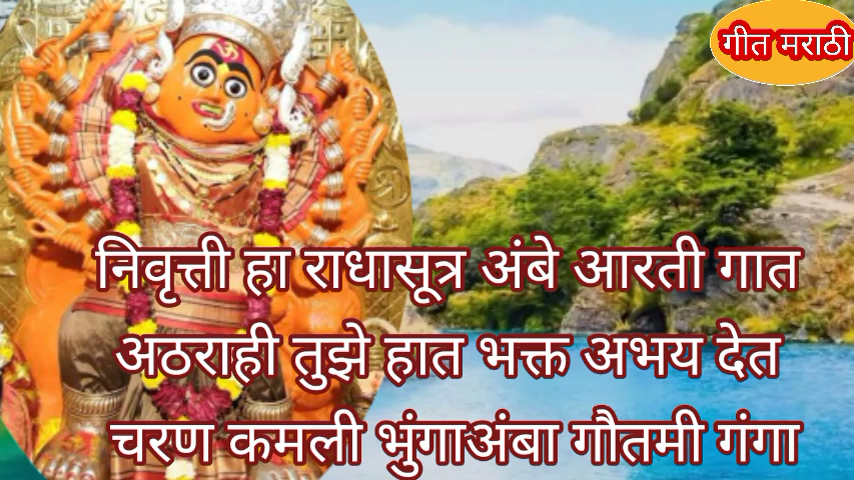 गीत मराठी
निवृत्ती हा राधासूत्र अंबे आरती गात
अठराही तुझे हात भक्त अभय देत
चरण कमली भुंगाअंबा गौतमी गंगा